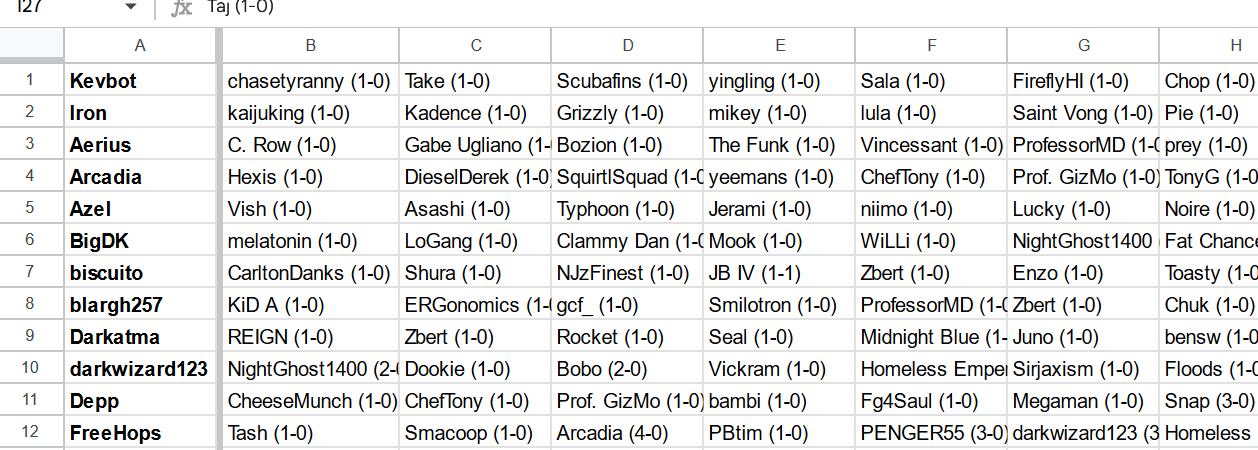 I27 fx Taj (1-0)
A B C D E F G H
1 Kevbot chasetyranny (1-0) Take (1-0) Scubafins (1-0) yingling (1-0) Sala (1-0) FireflyHI (1-0) Chop (1-0)
2 Iron kaijuking (1-0) Kadence (1-0) Grizzly (1-0) mikey (1-0) lula (1-0) Saint Vong (1-0) Pie (1-0)
3 Aerius C. Row (1-0) Gabe Ugliano (1- Bozion (1-0) The Funk (1-0) Vincessant (1-0) ProfessorMD (1-0 prey (1-0)
4 Arcadia Hexis (1-0) DieselDerek (1-0) SquirtlSquad (1-0 yeemans (1-0) ChefTony (1-0) Prof. GizMo (1-0) TonyG (1-0)
5 Azel Vish (1-0) Asashi (1-0) Typhoon (1-0) Jerami (1-0) niimo (1-0) Lucky (1-0) Noire (1-0)
6 BigDK melatonin (1-0) LoGang (1-0) Clammy Dan (1-0 Mook (1-0) WiLLi (1-0) NightGhost1400 Fat Chance
7 biscuito CarltonDanks (1-0) Shura (1-0) NJzFinest (1-0) JB IV (1-1) Zbert (1-0) Enzo (1-0) Toasty (1-0
8 blargh257 KiD A (1-0) ERGonomics (1- gcf_ (1-0) Smilotron (1-0) ProfessorMD (1-0 Zbert (1-0) Chuk (1-0)
9 Darkatma REIGN (1-0) Zbert (1-0) Rocket (1-0) Seal (1-0) Midnight Blue (1- Juno (1-0) bensw (1-0
10 darkwizard123 NightGhost1400 (2- Dookie (1-0) Bobo (2-0) Vickram (1-0) Homeless Emper Sirjaxism (1-0) Floods (1-0
11 Depp CheeseMunch (1-0) ChefTony (1-0) Prof. GizMo (1-0) bambi (1-0) Fg4Saul (1-0) Megaman (1-0) Snap (3-0)
12 FreeHops Tash (1-0) Smacoop (1-0) Arcadia (4-0) PBtim (1-0) PENGER55 (3-0) darkwizard123 (3 Homeless